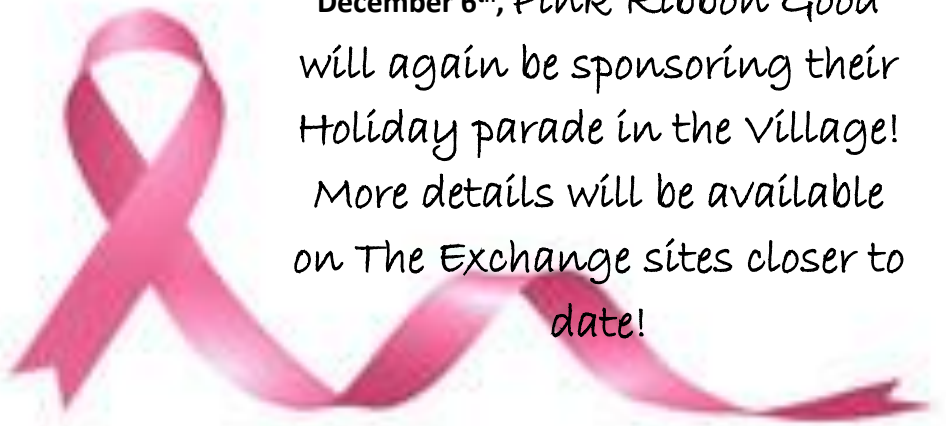 December 6th, Pink Ribbon Good
will again be sponsoring their
Holiday parade in the Village!
More details will be available
on The Exchange sites closer to
date!